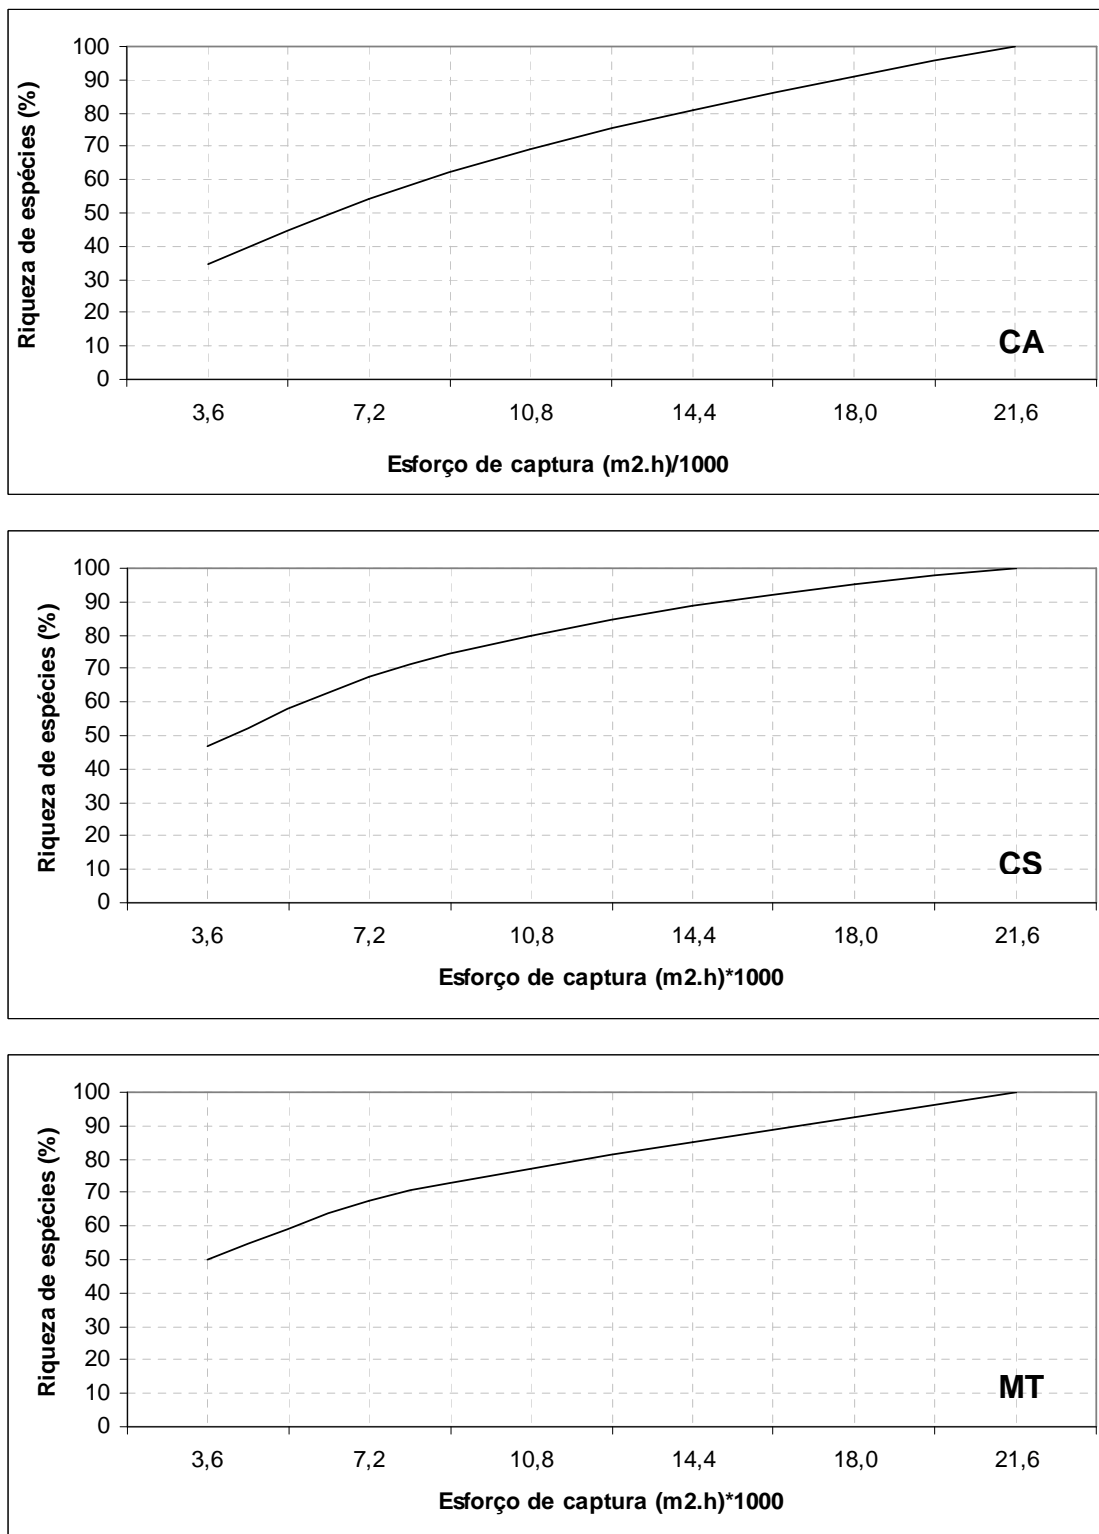 Riqueza de espécies (%)
100
90
80
70
60
50
40
30
20
10
0
CA
3,6 7,2 10,8 14,4 18,0 21,6
Esforço de captura (m2.h)/1000
Riqueza de espécies (%)
100
90
80
70
60
50
40
30
20
10
0
CS
3,6 7,2 10,8 14,4 18,0 21,6
Esforço de captura (m2.h)*1000
Riqueza de espécies (%)
100
90
80
70
60
50
40
30
20
10
0
MT
3,6 7,2 10,8 14,4 18,0 21,6
Esforço de captura (m2.h)*1000